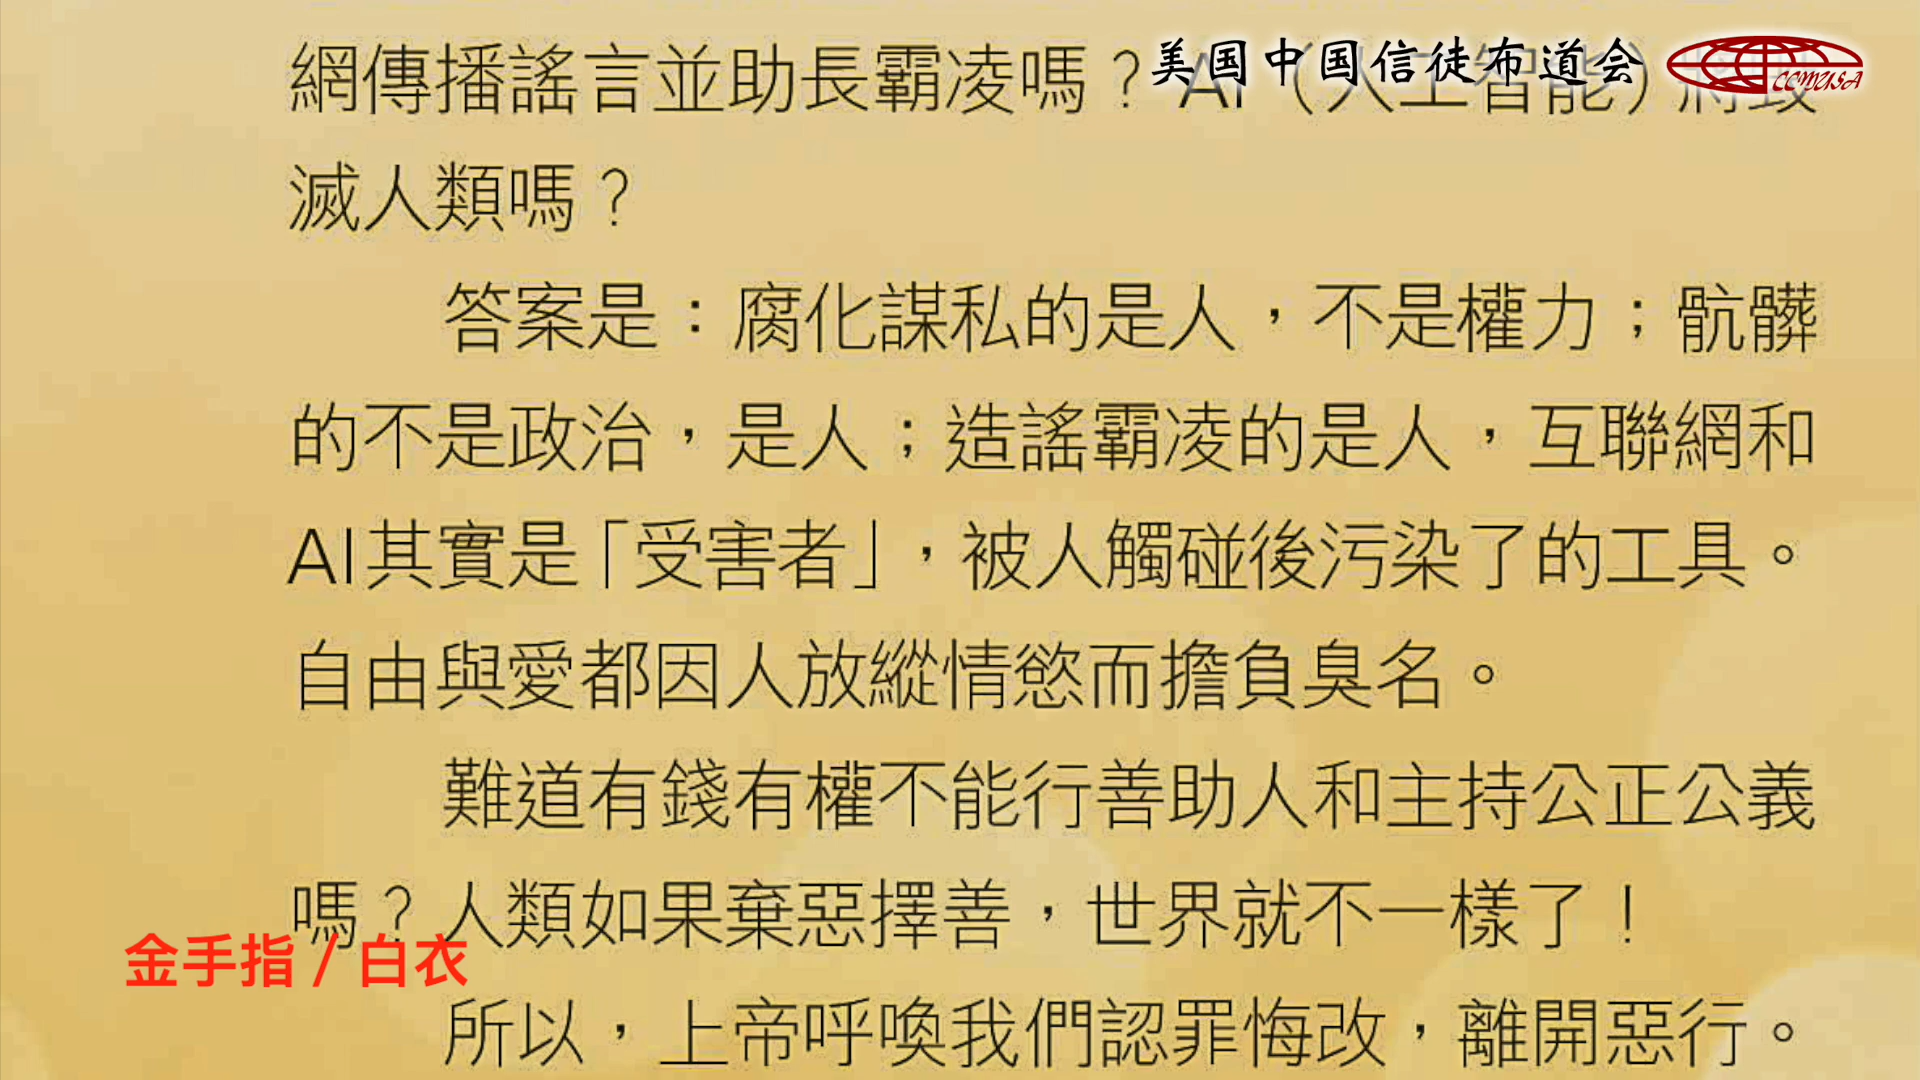 美国中国信徒布道会
CCMUSA
網傳播謠言並助長霸凌嗎？AI（人工智能）將毀
滅人類嗎？
答案是：腐化謀私的是人，不是權力；骯髒
的不是政治，是人；造謠霸凌的是人，互聯網和
AI其實是「受害者」，被人觸碰後污染了的工具。
自由與愛都因人放縱情慾而擔負臭名。
難道有錢有權不能行善助人和主持公正公義
嗎？人類如果棄惡擇善，世界就不一樣了！
金手指／白衣
所以，上帝呼喚我們認罪悔改，離開惡行。